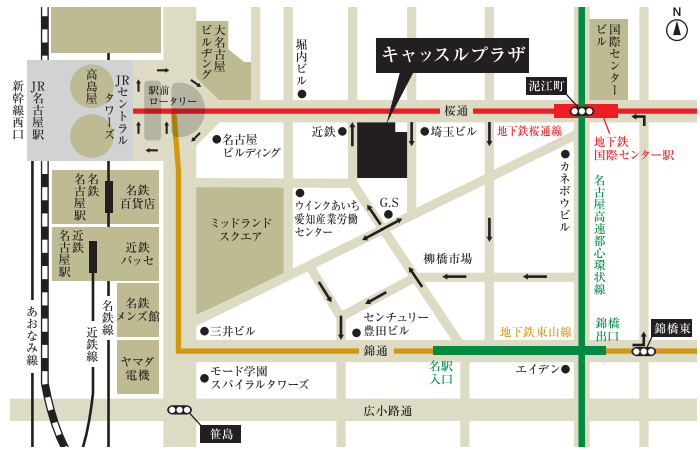 N
大名古屋
ビルヂング
堀内ビル
キャッスルプラザ
国際センター
ビル
泥江町
新幹線西口
JR名古屋駅
高島屋
JRセントラル
タワーズ
駅前
ロータリー
桜通
名古屋
ビルディング
近鉄
埼玉ビル
地下鉄桜通線
地下鉄
国際センター駅
カネボウビル
名古屋高速都心環状線
名鉄
名古屋駅
名鉄
百貨店
ミッドランド
スクエア
ウインクあいち
愛知産業労働
センター
G.S
柳橋市場
近鉄
名古屋駅
近鉄
パッセ
あおなみ線
近鉄線
名鉄線
名鉄
メンズ館
三井ビル
センチュリー
豊田ビル
地下鉄東山線
錦橋
出口
錦橋東
錦通
ヤマダ
電機
モード学園
スパイラルタワーズ
名駅
入口
エイデン
広小路通
笹島